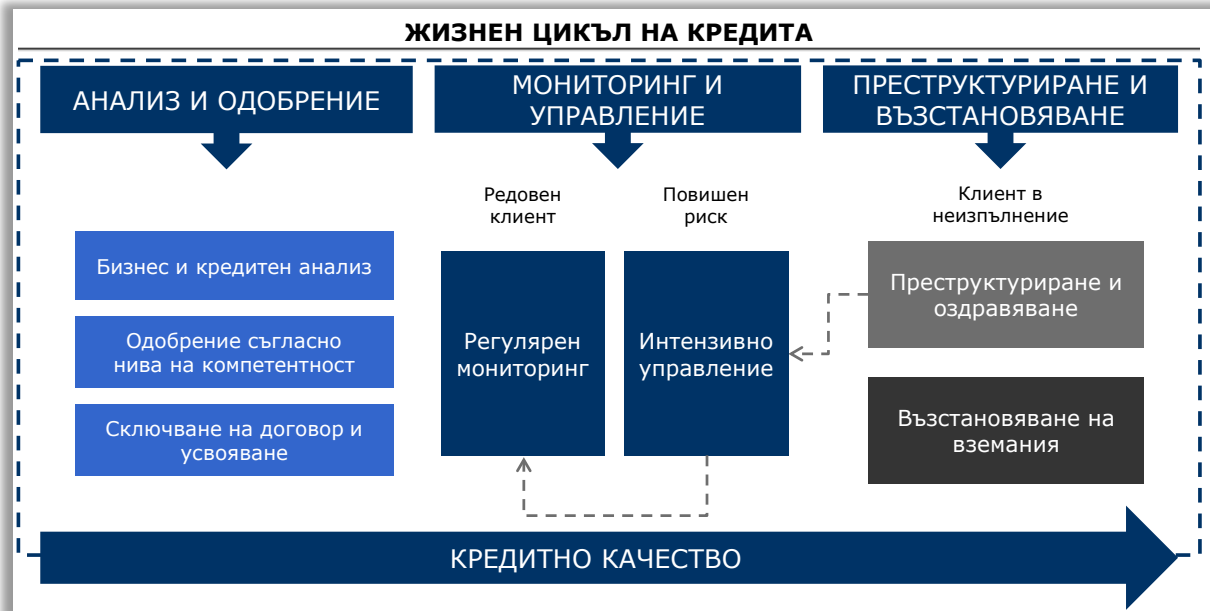 ЖИЗНЕН ЦИКЪЛ НА КРЕДИТА
АНАЛИЗ И ОДОБРЕНИЕ
МОНИТОРИНГ И
УПРАВЛЕНИЕ
ПРЕСТРУКТУРИРАНЕ И
ВЪЗСТАНОВЯВАНЕ
Бизнес и кредитен анализ
Одобрение съгласно
нива на компетентност
Сключване на договор и
усвояване
Редовен
клиент
Регулярен
мониторинг
Повишен
риск
Интензивно
управление
Клиент в
неизпълнение
Преструктуриране и
оздравяване
Възстановяване на
вземания
КРЕДИТНО КАЧЕСТВО